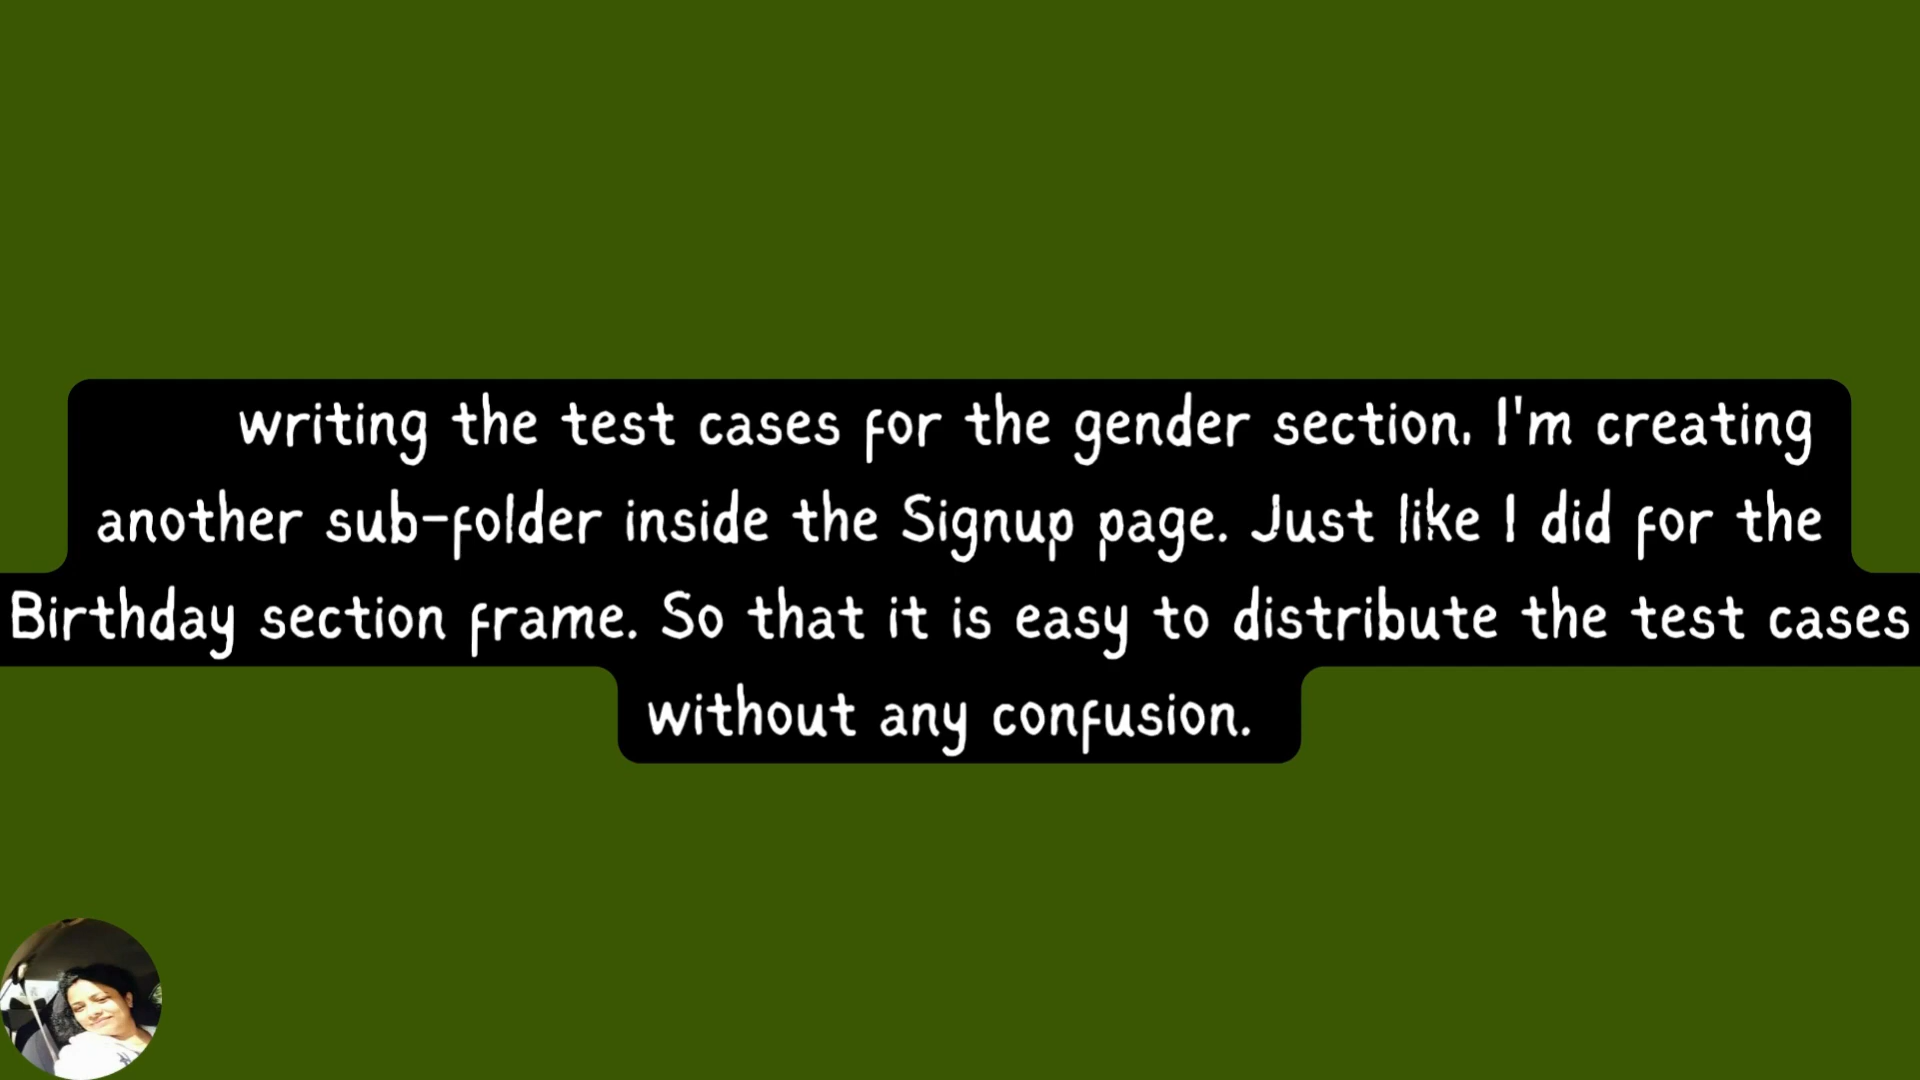 writing the test cases for the gender section. I'm creating
another sub-folder inside the Signup page. Just like I did for the
Birthday section frame. So that it is easy to distribute the test cases
without any confusion.